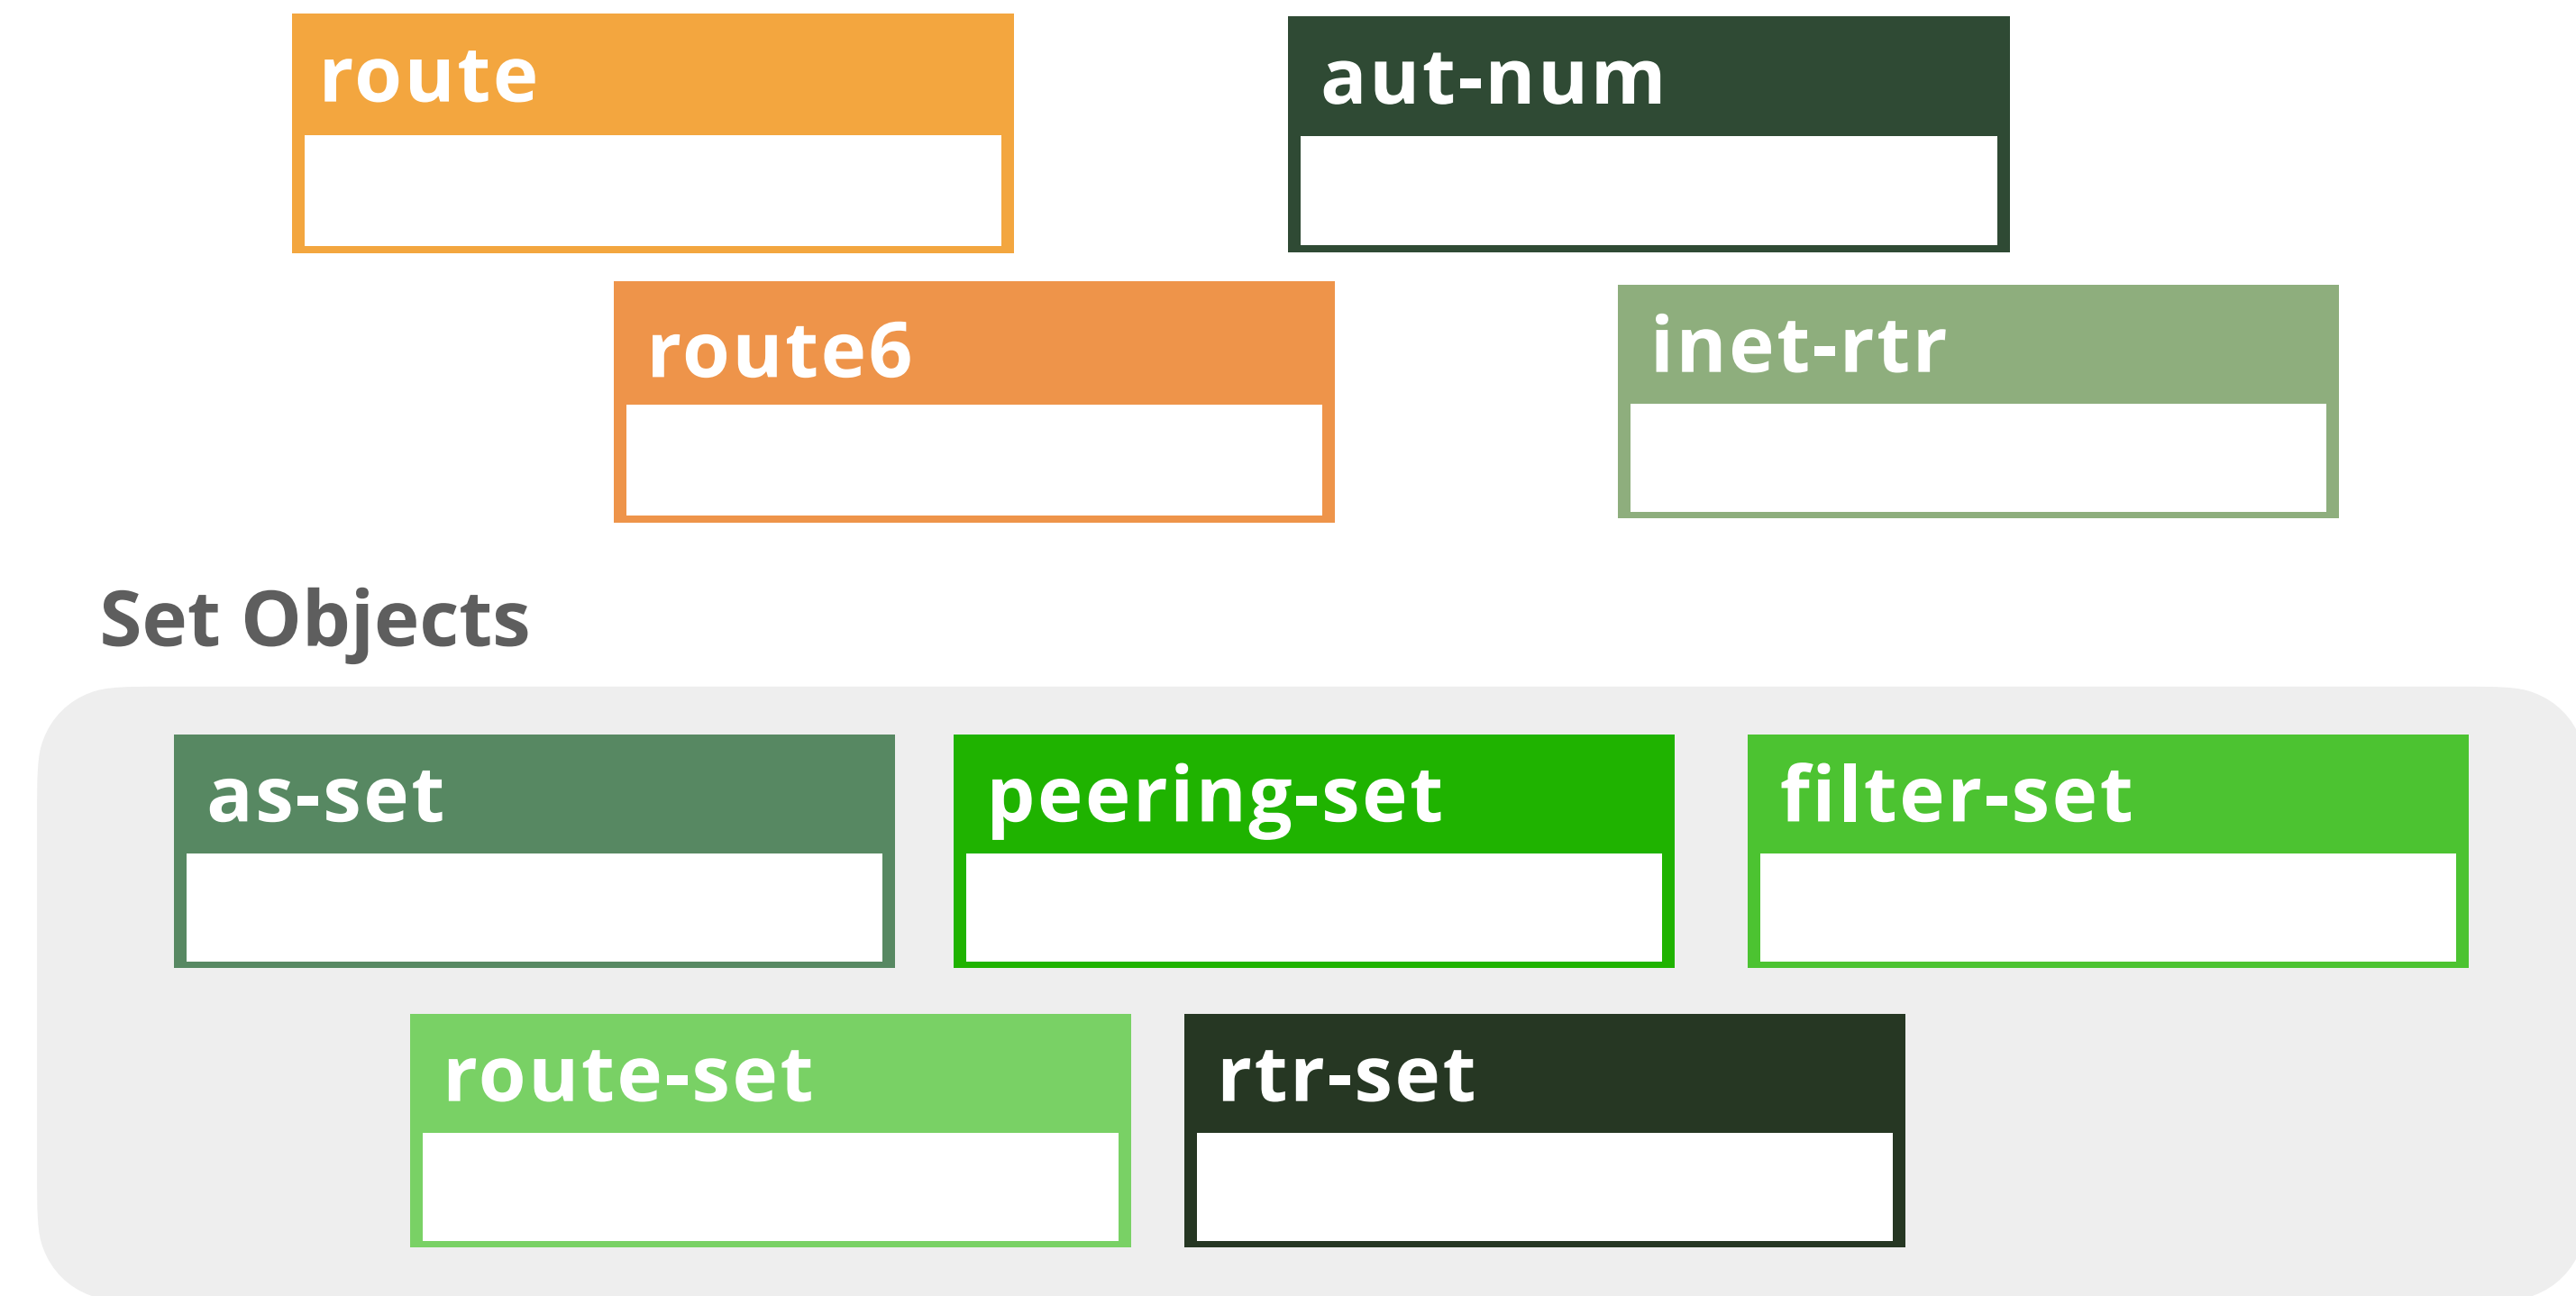 route
aut-num
route6
inet-rtr
Set Objects
as-set
peering-set
filter-set
route-set
rtr-set